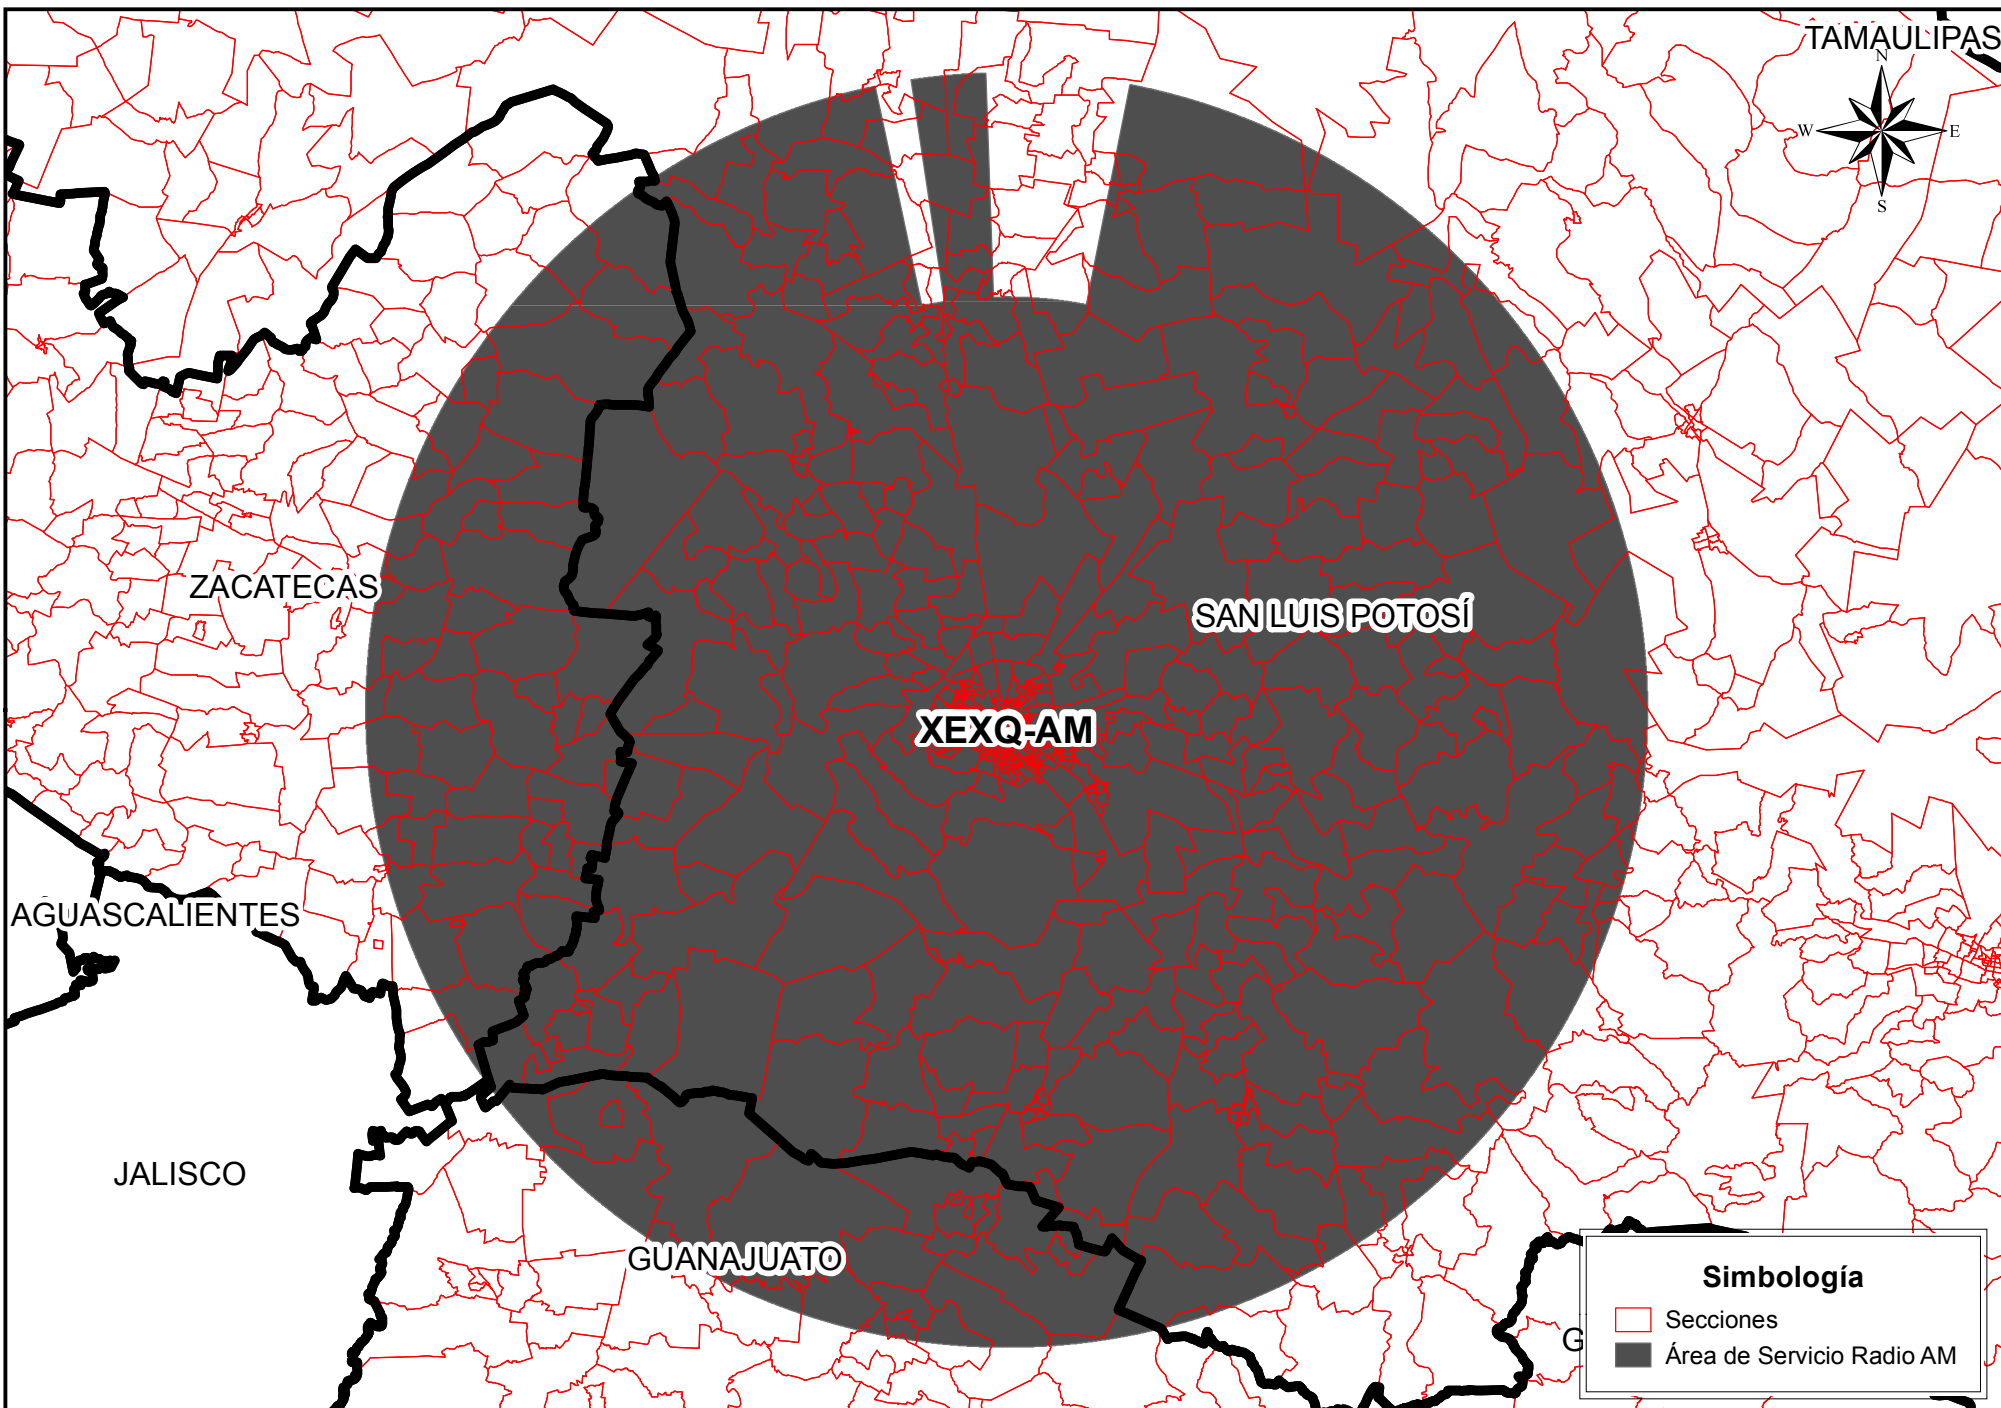 TAMAULIPAS
N
W
E
S
ZACATECAS
SAN LUIS POTOSÍ
XEXQ-AM
AGUASCALIENTES
JALISCO
GUANAJUATO
G
Simbología
Secciones
Área de Servicio Radio AM